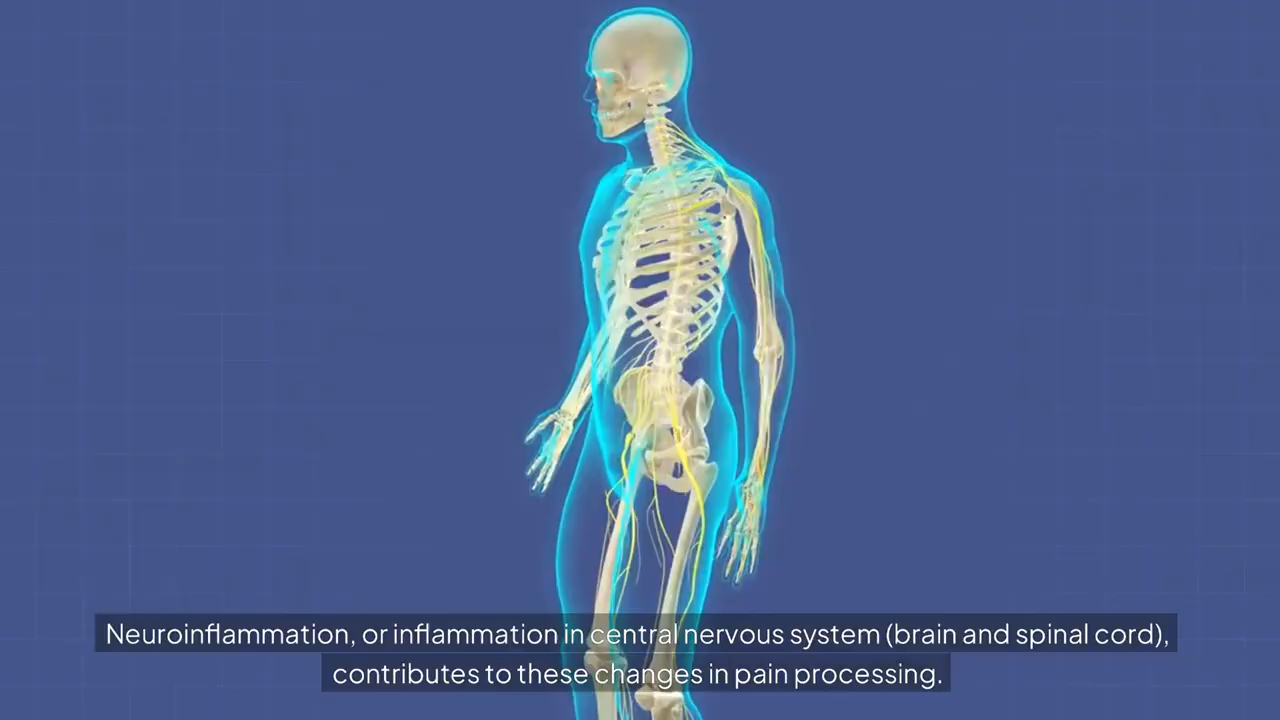 Neuroinflammation, or inflammation in central nervous system (brain and spinal cord),
contributes to these changes in pain processing.